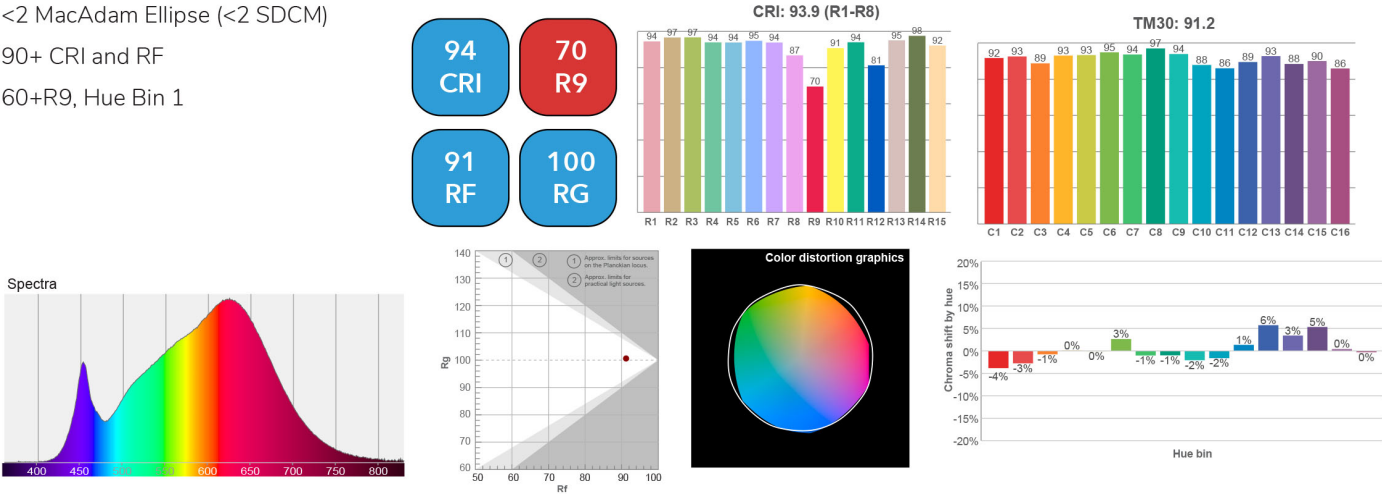 <2 MacAdam Ellipse (<2 SDCM)
90+ CRI and RF
60+R9, Hue Bin 1
94
CRI
70
R9
91
RF
100
RG
CRI: 93.9 (R1-R8)
94 97 97 94 94 95 94 87 70 91 94 81 95 98 92
R1 R2 R3 R4 R5 R6 R7 R8 R9 R10 R11 R12 R13 R14 R15
TM30: 91.2
92 93 89 93 93 95 94 97 94 88 86 89 93 88 90 86
C1 C2 C3 C4 C5 C6 C7 C8 C9 C10 C11 C12 C13 C14 C15 C16
Spectra
400 450 500 550 600 650 700 750 800
140
130
120
110
100
90
80
70
60
Rg
50 60 70 80 90 100
Rf
1 2
1 Approx. limits for sources
on the Planckian locus.
2 Approx. limits for
practical light sources.
Color distortion graphics
Chroma shift by hue
20%
15%
10%
5%
0%
-5%
-10%
-15%
-20%
-4% -3% -1% 0% 0% 3% -1% -1% -2% -2% 1% 6% 3% 5% 0% 0%
Hue bin